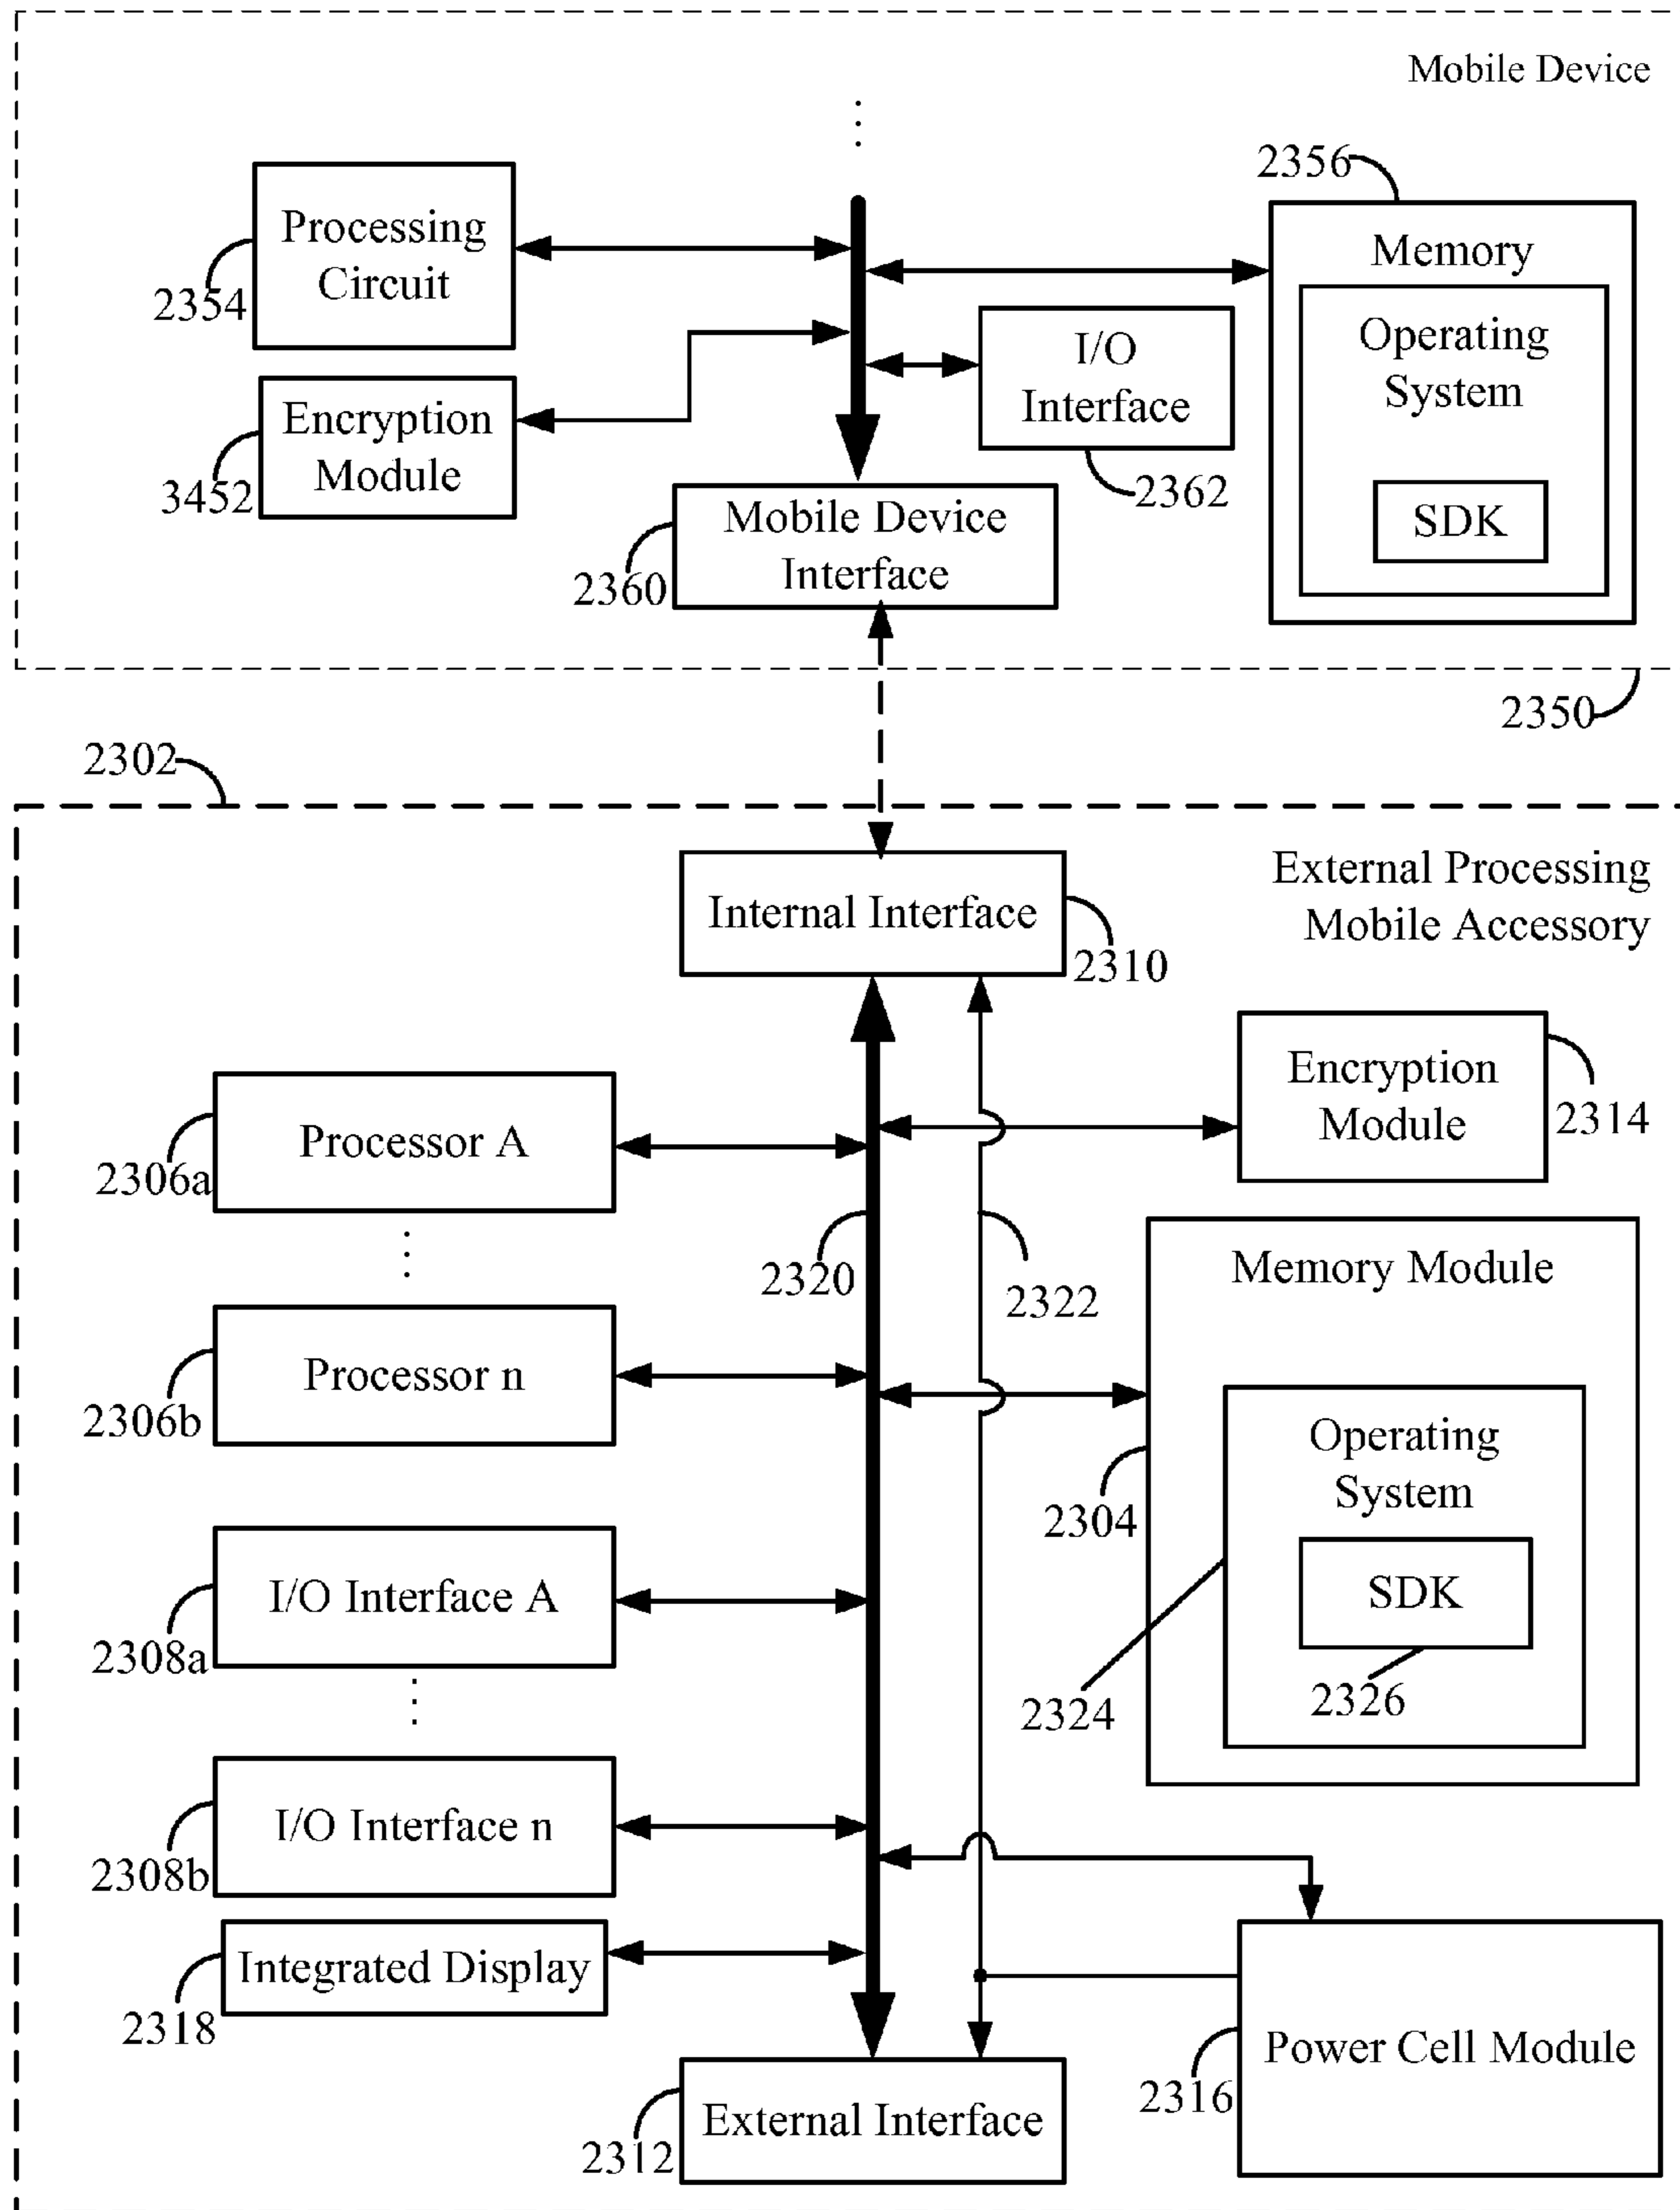 Mobile Device
2356
Processing
Circuit
2354
Memory
Operating
System
SDK
I/O
Interface
2362
Encryption
Module
3452
Mobile Device
Interface
2360
2350
2302
External Processing
Mobile Accessory
Internal Interface
2310
Encryption
Module
2314
Processor A
2306a
2320
2322
Memory Module
Processor n
2306b
Operating
System
2304
SDK
I/O Interface A
2308a
2324
2326
I/O Interface n
2308b
Integrated Display
2318
Power Cell Module
2316
External Interface
2312